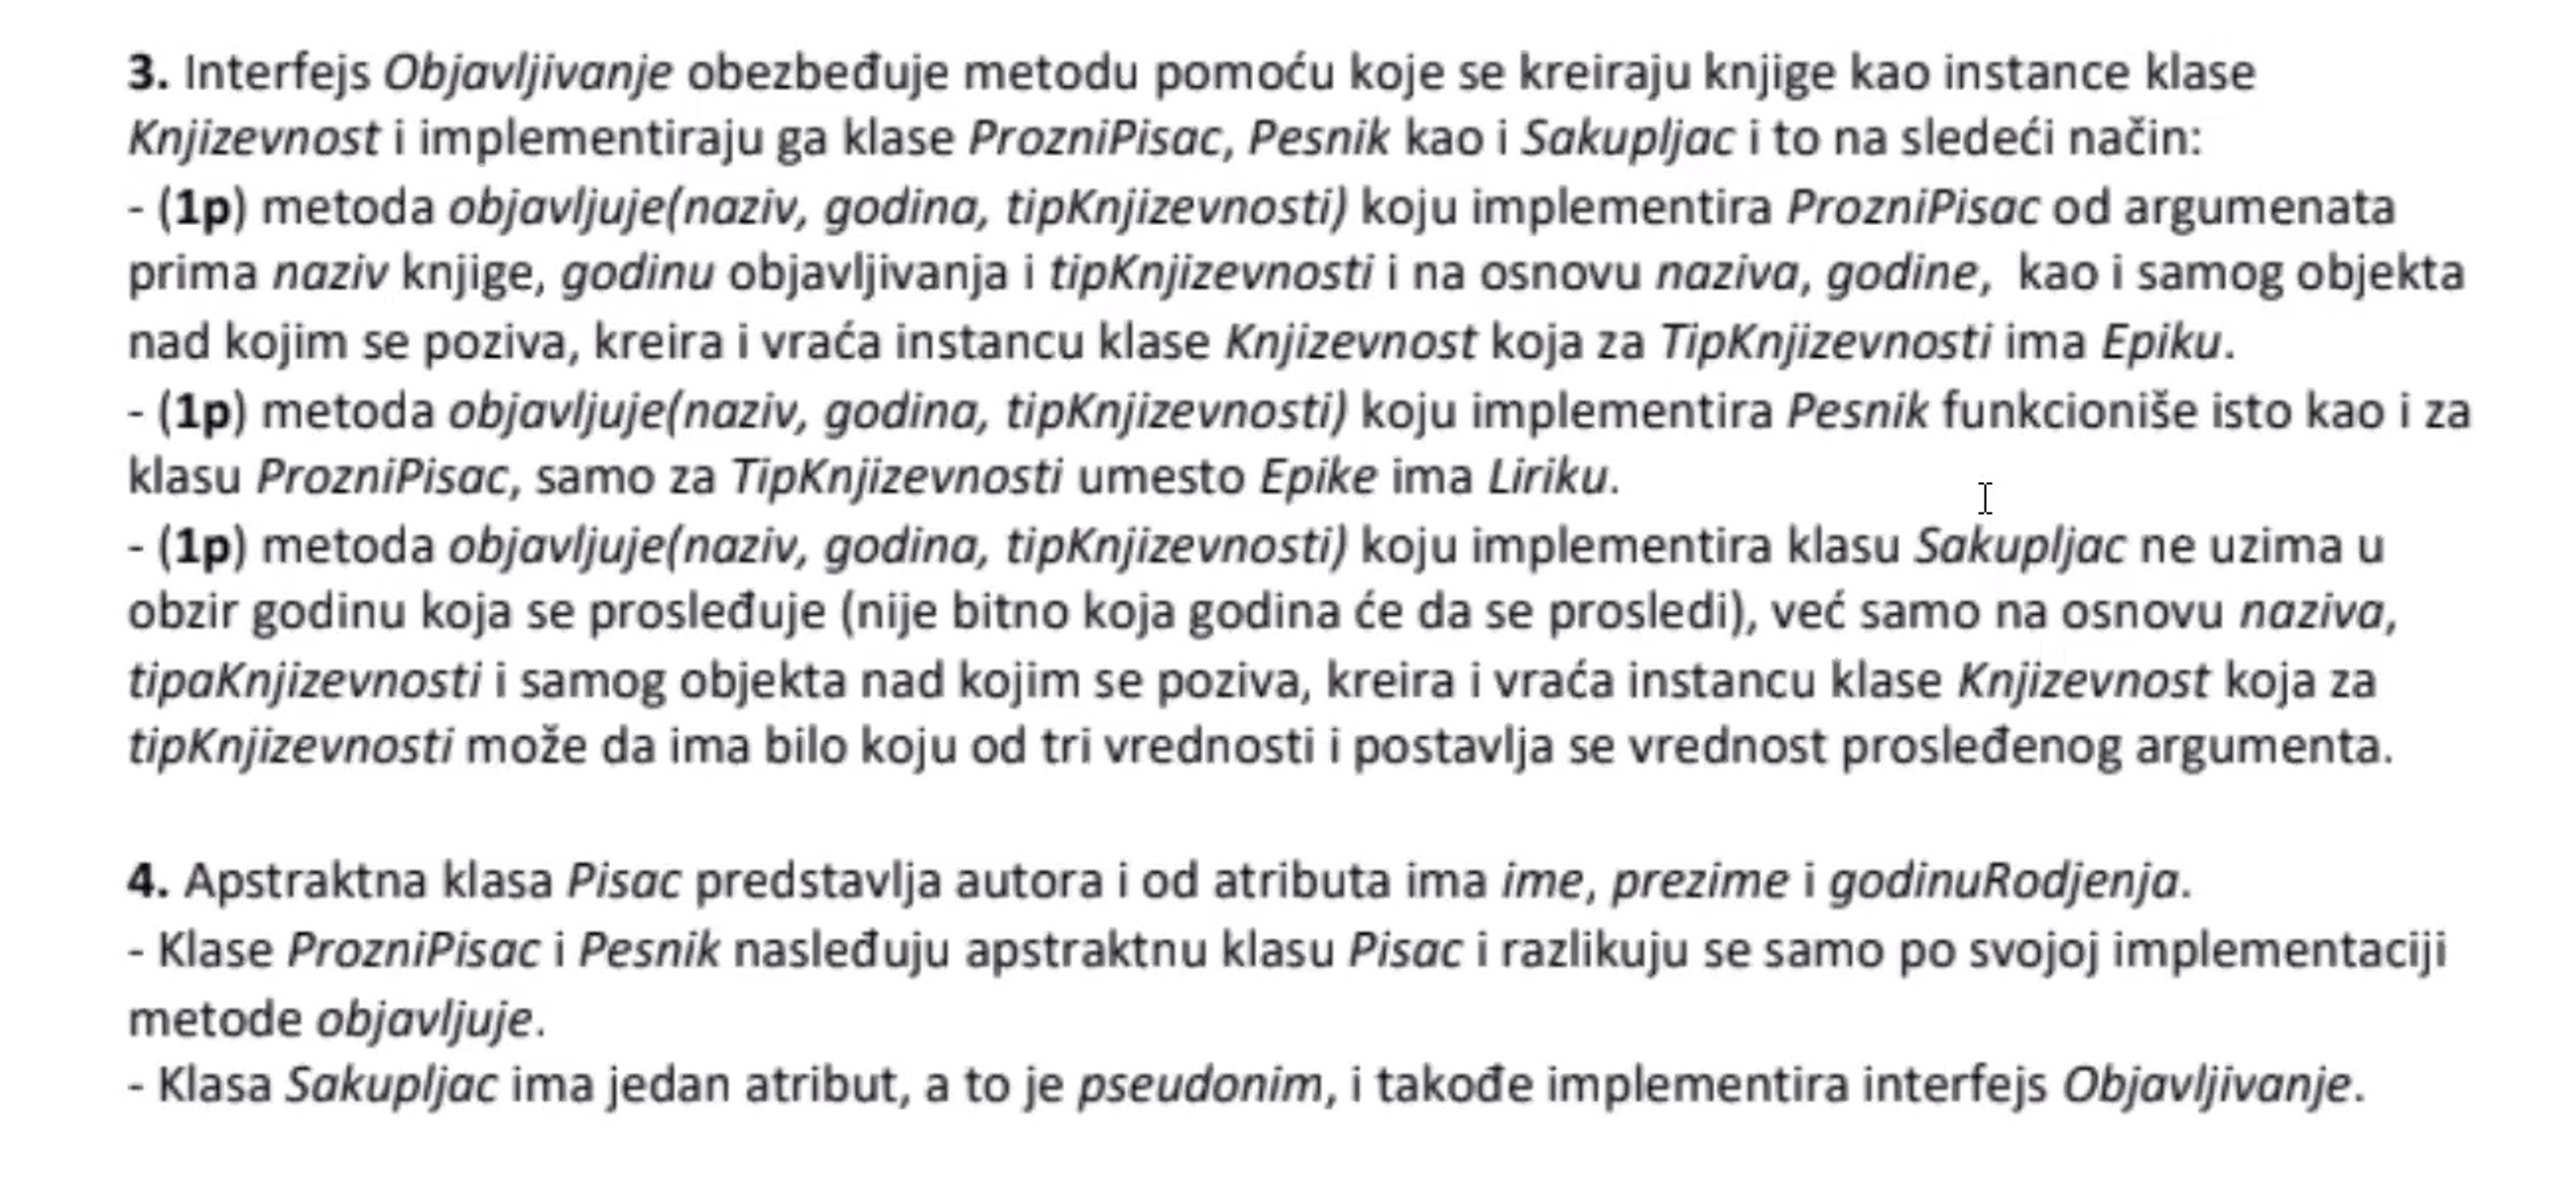 3. Interfejs Objavljivanje obezbeđuje metodu pomoću koje se kreiraju knjige kao instance klase
Knjizevnost i implementiraju ga klase ProzniPisac, Pesnik kao i Sakupljac i to na sledeći način:
- (1p) metoda objavljuje(naziv, godina, tipKnjizevnosti) koju implementira ProzniPisac od argumenata
prima naziv knjige, godinu objavljivanja i tipKnjizevnosti i na osnovu naziva, godine,  kao i samog objekta
nad kojim se poziva, kreira i vraća instancu klase Knjizevnost koja za TipKnjizevnosti ima Epiku.
- (1p) metoda objavljuje(naziv, godina, tipKnjizevnosti) koju implementira Pesnik funkcioniše isto kao i za
klasu ProzniPisac, samo za TipKnjizevnosti umesto Epike ima Liriku.
- (1p) metoda objavljuje(naziv, godina, tipKnjizevnosti) koju implementira klasu Sakupljac ne uzima u
obzir godinu koja se prosleđuje (nije bitno koja godina će da se prosledi), već samo na osnovu naziva,
tipaKnjizevnosti i samog objekta nad kojim se poziva, kreira i vraća instancu klase Knjizevnost koja za
tipKnjizevnosti može da ima bilo koju od tri vrednosti i postavlja se vrednost prosleđenog argumenta.
4. Apstraktna klasa Pisac predstavlja autora i od atributa ima ime, prezime i godinuRodjenja.
- Klase ProzniPisac i Pesnik nasleđuju apstraktnu klasu Pisac i razlikuju se samo po svojoj implementaciji
metode objavljuje.
- Klasa Sakupljac ima jedan atribut, a to je pseudonim, i takođe implementira interfejs Objavljivanje.